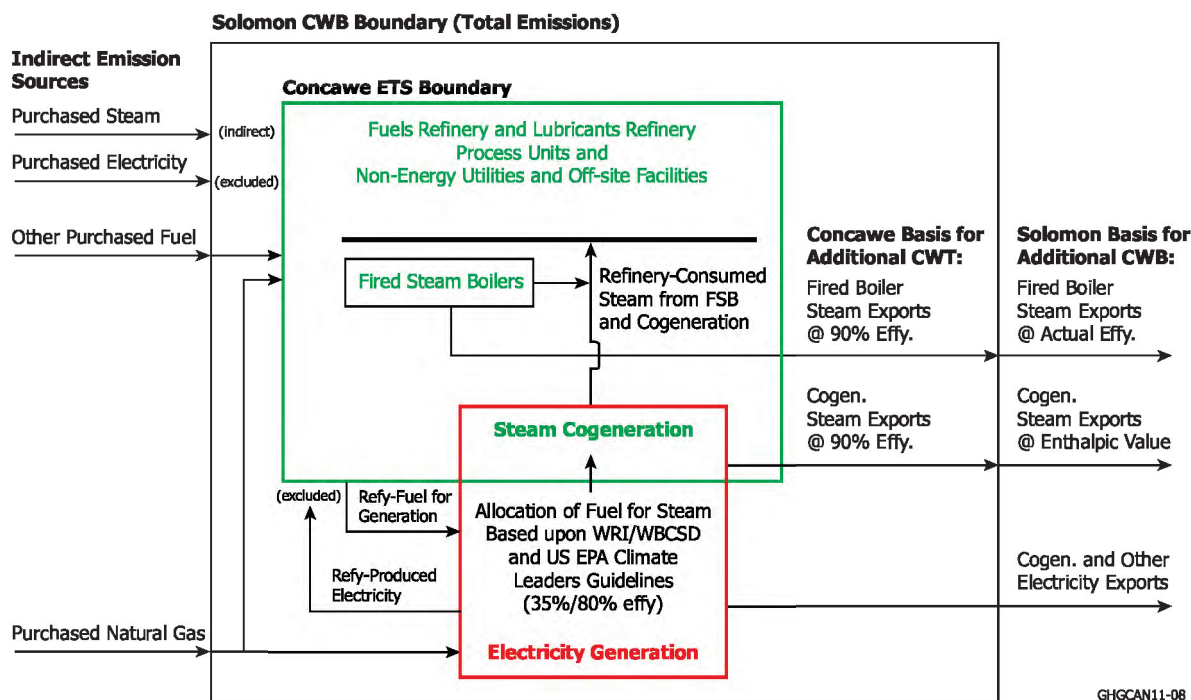 Solomon CWB Boundary (Total Emissions)
Indirect Emission
Sources
Purchased Steam
(indirect)
Purchased Electricity
(excluded)
Other Purchased Fuel
Concawe ETS Boundary
Fuels Refinery and Lubricants Refinery
Process Units and
Non-Energy Utilities and Off-site Facilities
Fired Steam Boilers
Refinery-Consumed
Steam from FSB
and Cogeneration
Concawe Basis for
Additional CWT:
Fired Boiler
Steam Exports
@ 90% Effy.
Cogen.
Steam Exports
@ 90% Effy.
Solomon Basis for
Additional CWB:
Fired Boiler
Steam Exports
@ Actual Effy.
Cogen.
Steam Exports
@ Enthalpic Value
Steam Cogeneration
(excluded)
Refy-Fuel for
Generation
Refy-Produced
Electricity
Allocation of Fuel for Steam
Based upon WRI/WBCSD
and US EPA Climate
Leaders Guidelines
(35%/80% effy)
Cogen. and Other
Electricity Exports
Purchased Natural Gas
Electricity Generation
GHGCAN11-08